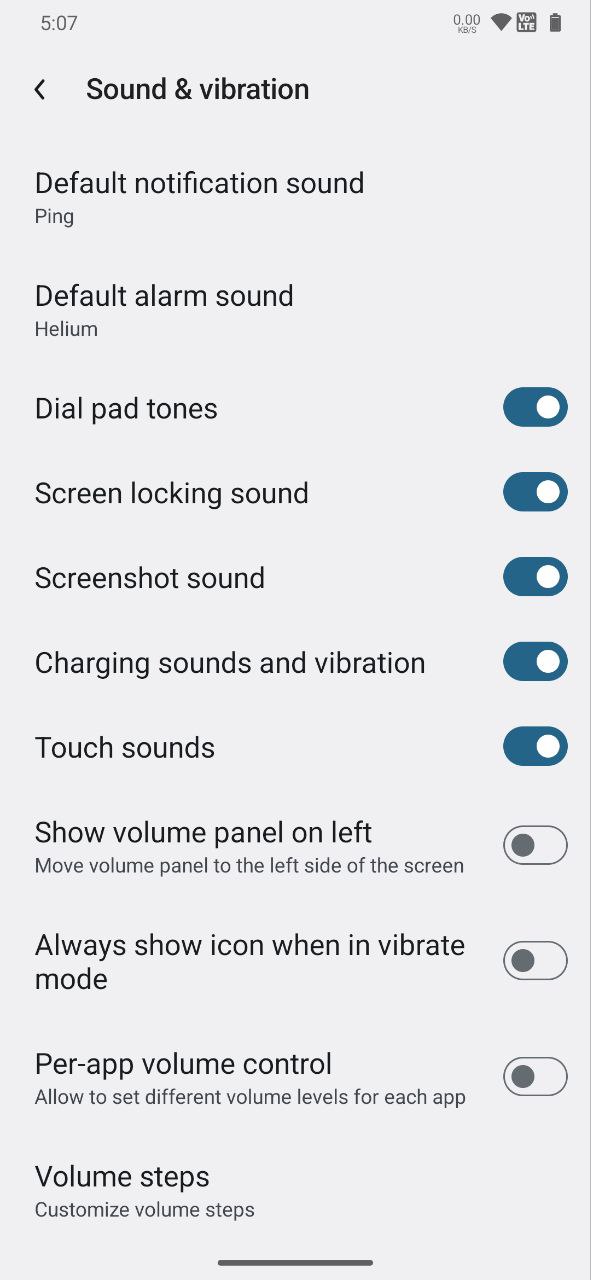 5:07
0.00
KB/S
Vo))
LTE
Sound & vibration
Default notification sound
Ping
Default alarm sound
Helium
Dial pad tones
Screen locking sound
Screenshot sound
Charging sounds and vibration
Touch sounds
Show volume panel on left
Move volume panel to the left side of the screen
Always show icon when in vibrate
mode
Per-app volume control
Allow to set different volume levels for each app
Volume steps
Customize volume steps